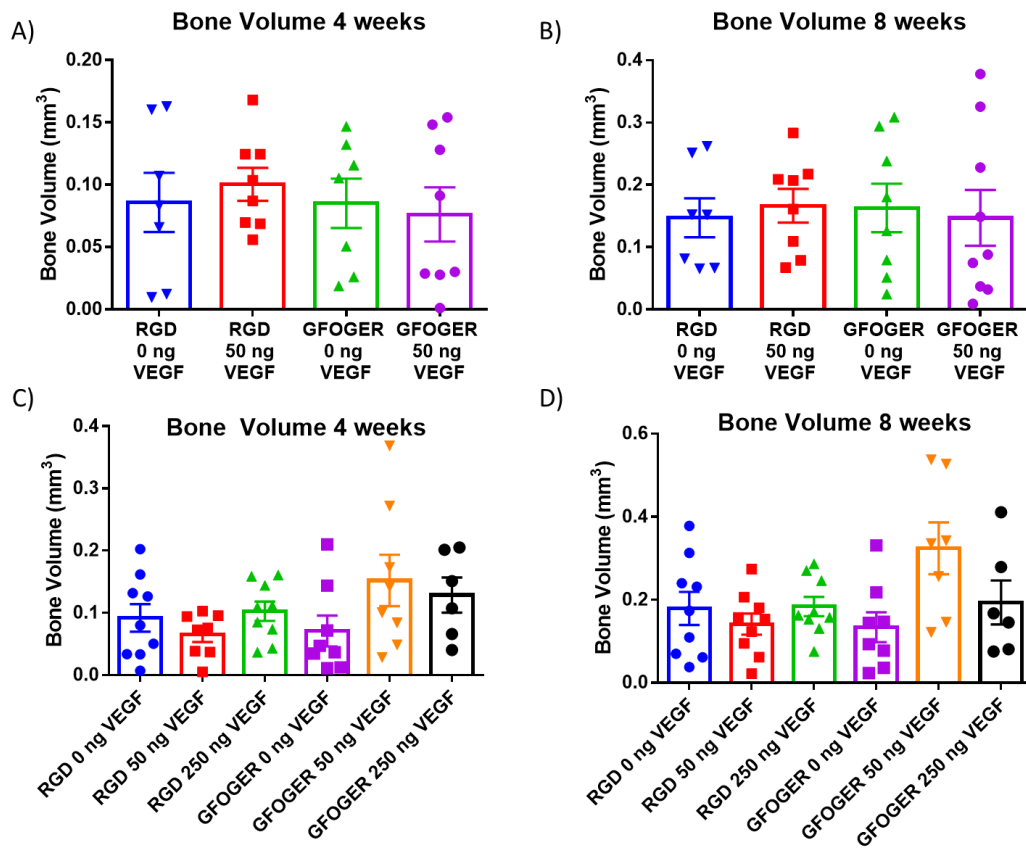 A)
Bone Volume 4 weeks
Bone Volume (mm³)
0.20
0.15
0.10
0.05
0.00
RGD
0 ng
VEGF
RGD
50 ng
VEGF
GFOGER
0 ng
VEGF
GFOGER
50 ng
VEGF
B)
Bone Volume 8 weeks
Bone Volume (mm³)
0.4
0.3
0.2
0.1
0.0
RGD
0 ng
VEGF
RGD
50 ng
VEGF
GFOGER
0 ng
VEGF
GFOGER
50 ng
VEGF
C)
Bone Volume 4 weeks
Bone Volume (mm³)
0.4
0.3
0.2
0.1
0.0
RGD 0 ng VEGF
RGD 50 ng VEGF
RGD 250 ng VEGF
GFOGER 0 ng VEGF
GFOGER 50 ng VEGF
GFOGER 250 ng VEGF
D)
Bone Volume 8 weeks
Bone Volume (mm³)
0.6
0.4
0.2
0.0
RGD 0 ng VEGF
RGD 50 ng VEGF
RGD 250 ng VEGF
GFOGER 0 ng VEGF
GFOGER 50 ng VEGF
GFOGER 250 ng VEGF